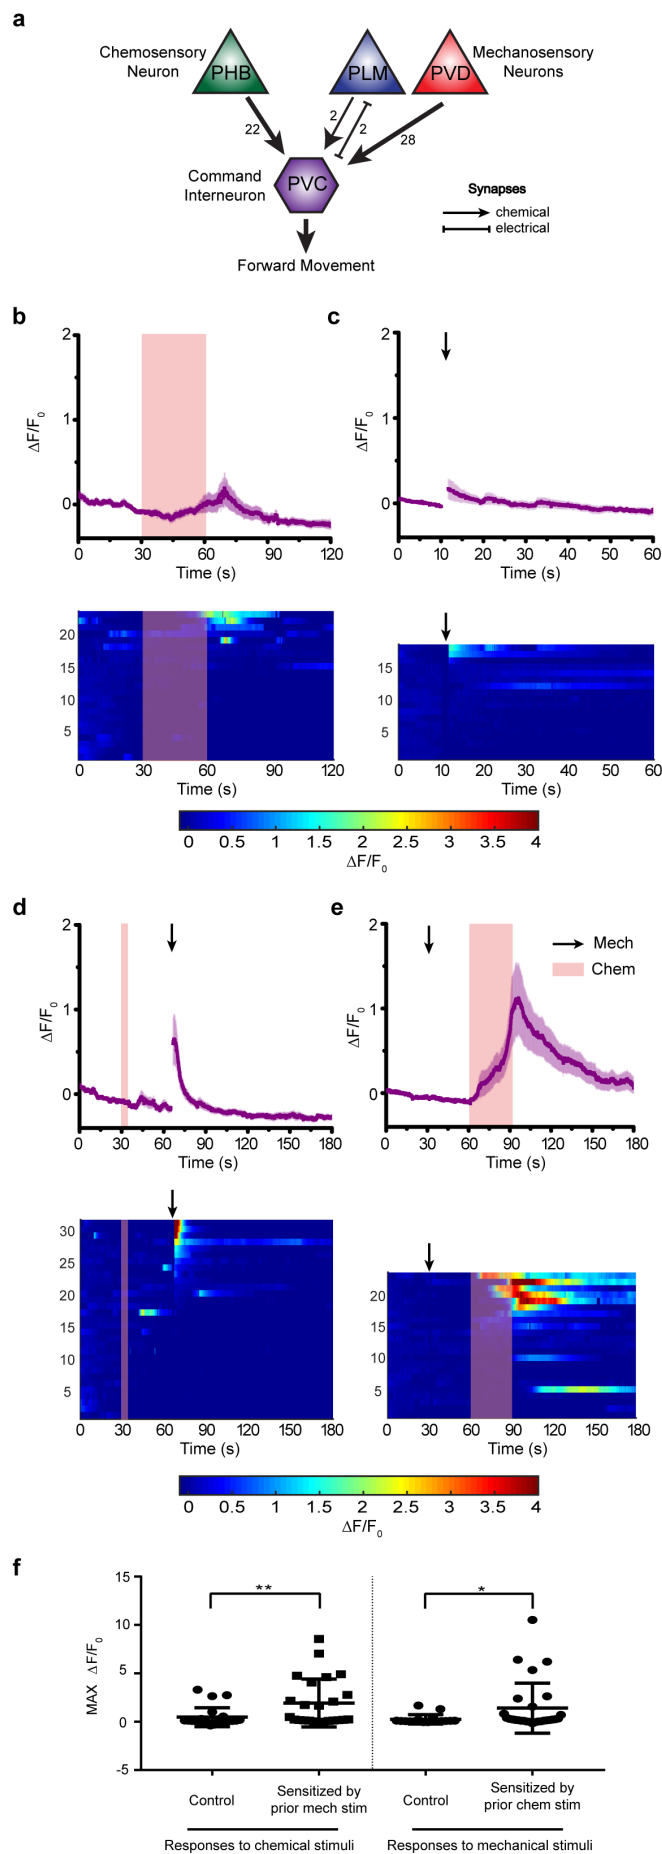 a
Chemosensory
Neuron
PHB
PLM
PVD
Mechanosensory
Neurons
22
2
2
28
Command
Interneuron
PVC
Synapses
chemical
electrical
Forward Movement
b
2
1
0
ΔF/F0
0 30 60 90 120
Time (s)
c
2
1
0
ΔF/F0
0 10 20 30 40 50 60
Time (s)
20
15
10
5
0 30 60 90 120
Time (s)
15
10
5
0 10 20 30 40 50 60
Time (s)
0 0.5 1 1.5 2 2.5 3 3.5 4
ΔF/F0
d
2
1
0
ΔF/F0
0 30 60 90 120 150 180
Time (s)
e
Mech
Chem
2
1
0
ΔF/F0
0 30 60 90 120 150 180
Time (s)
30
25
20
15
10
5
0 30 60 90 120 150 180
Time (s)
20
15
10
5
0 30 60 90 120 150 180
Time (s)
0 0.5 1 1.5 2 2.5 3 3.5 4
ΔF/F0
f
15
10
5
0
-5
MAX ΔF/F0
**
*
Control
Sensitized by
prior mech stim
Control
Sensitized by
prior chem stim
Responses to chemical stimuli
Responses to mechanical stimuli